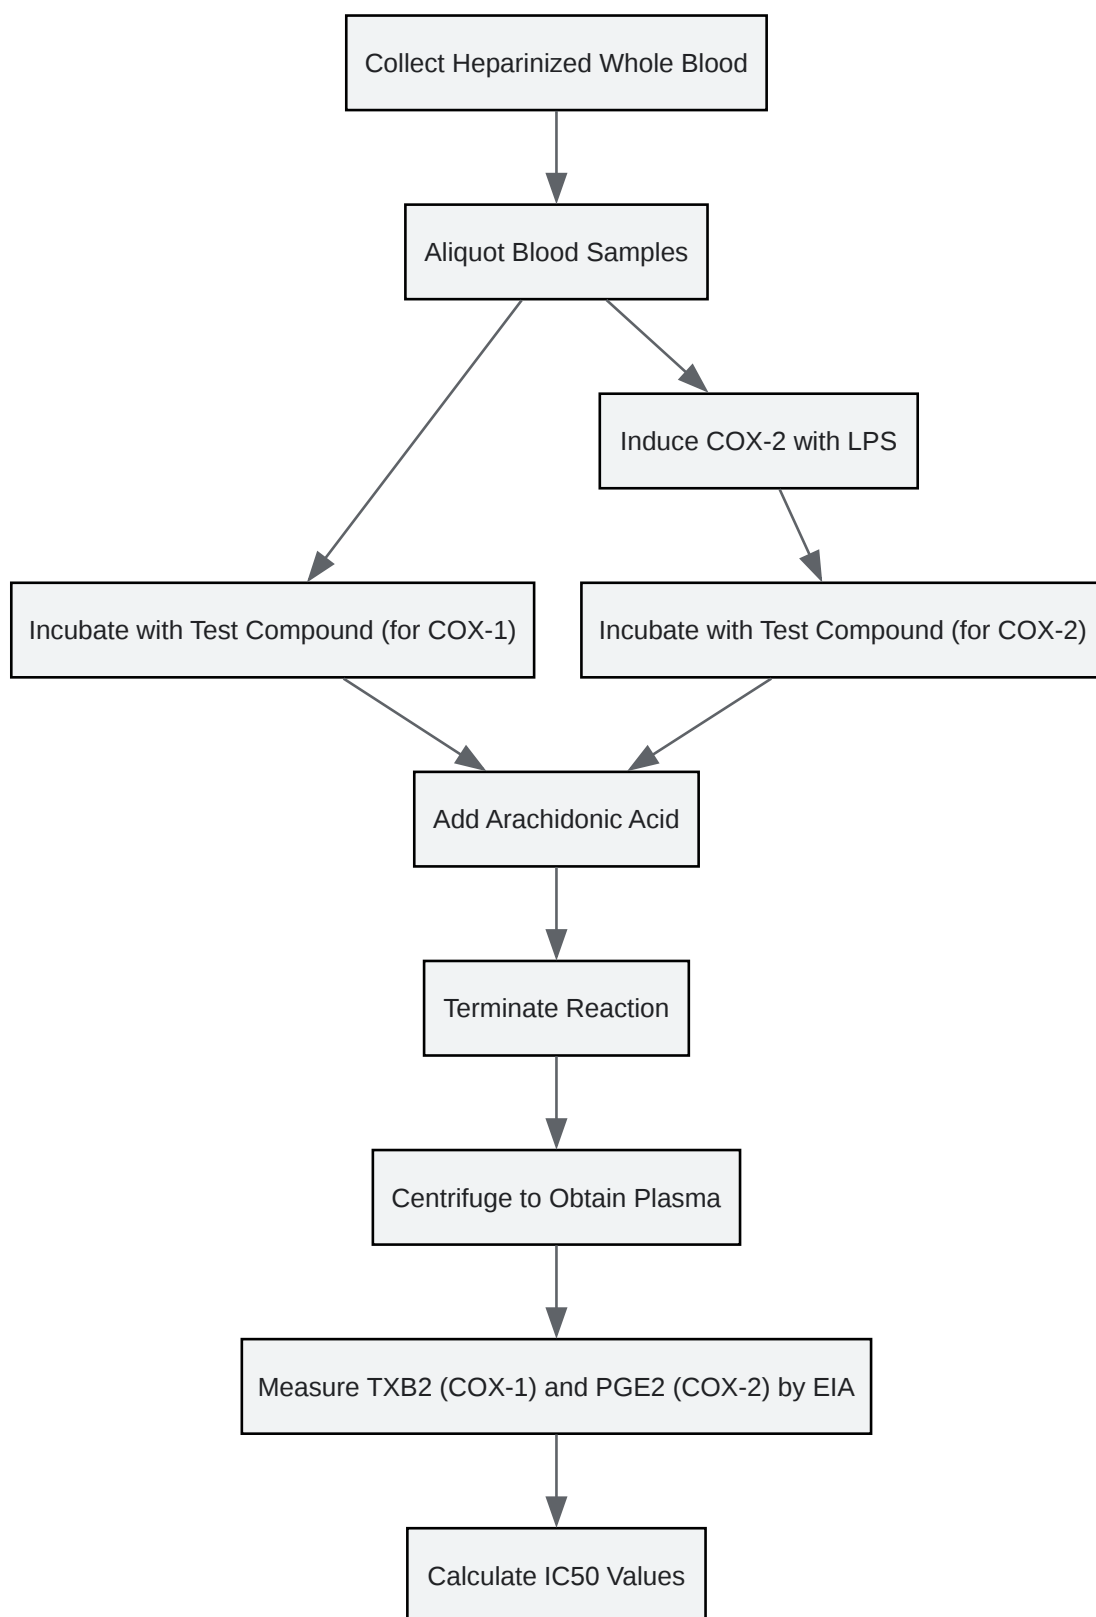 Collect Heparinized Whole Blood
Aliquot Blood Samples
Induce COX-2 with LPS
Incubate with Test Compound (for COX-1)
Incubate with Test Compound (for COX-2)
Add Arachidonic Acid
Terminate Reaction
Centrifuge to Obtain Plasma
Measure TXB2 (COX-1) and PGE2 (COX-2) by EIA
Calculate IC50 Values